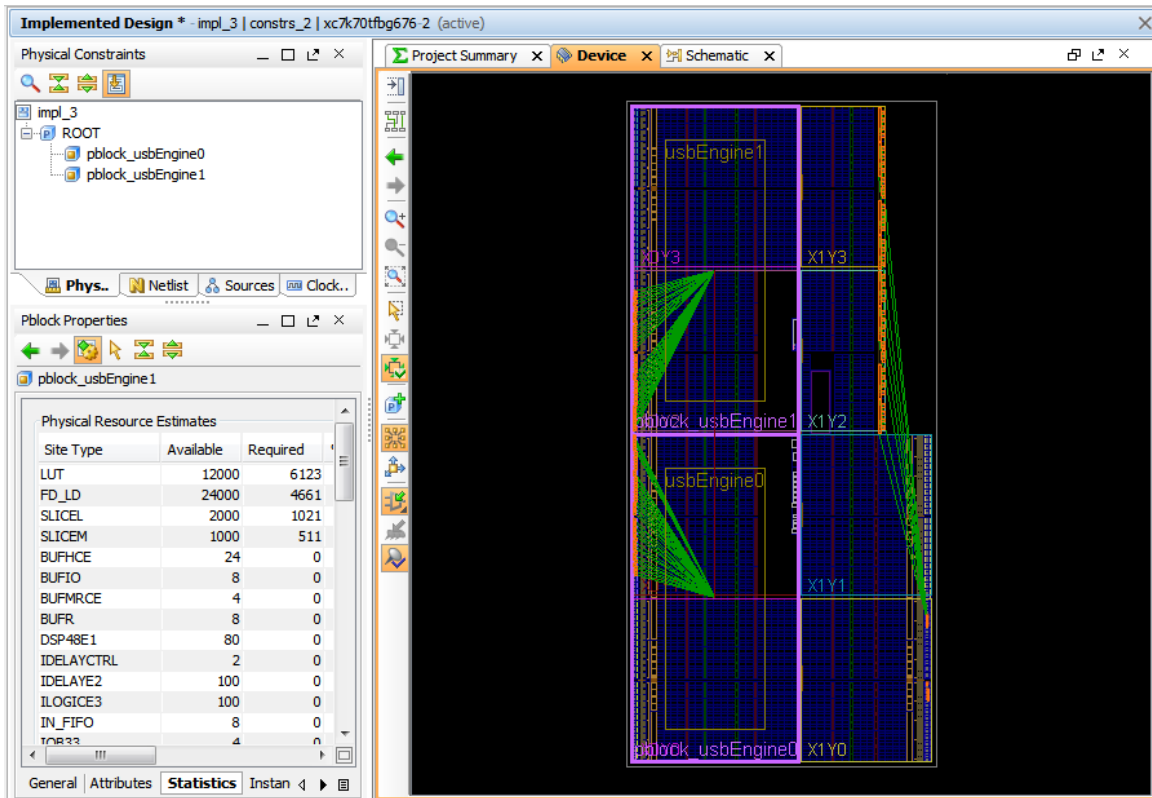 Implemented Design * - impl_3 | constrs_2 | xc7k70tfbg676-2 (active)
Physical Constraints
impl_3
ROOT
pblock_usbEngine0
pblock_usbEngine1
Phys.. Netlist Sources Clock..
Pblock Properties
pblock_usbEngine1
Physical Resource Estimates
Site Type Available Required
LUT 12000 6123
FD_LD 24000 4661
SLICEL 2000 1021
SLICEM 1000 511
BUFHCE 24 0
BUFIO 8 0
BUFMRCE 4 0
BUFR 8 0
DSP48E1 80 0
IDELAYCTRL 2 0
IDELAYE2 100 0
ILOGICE3 100 0
IN_FIFO 8 0
IOB33 4 0
General Attributes Statistics Instan
Project Summary Device Schematic
usbEngine1
X1Y3
pblock_usbEngine1 X1Y2
usbEngine0
X1Y1
pblock_usbEngine0 X1Y0